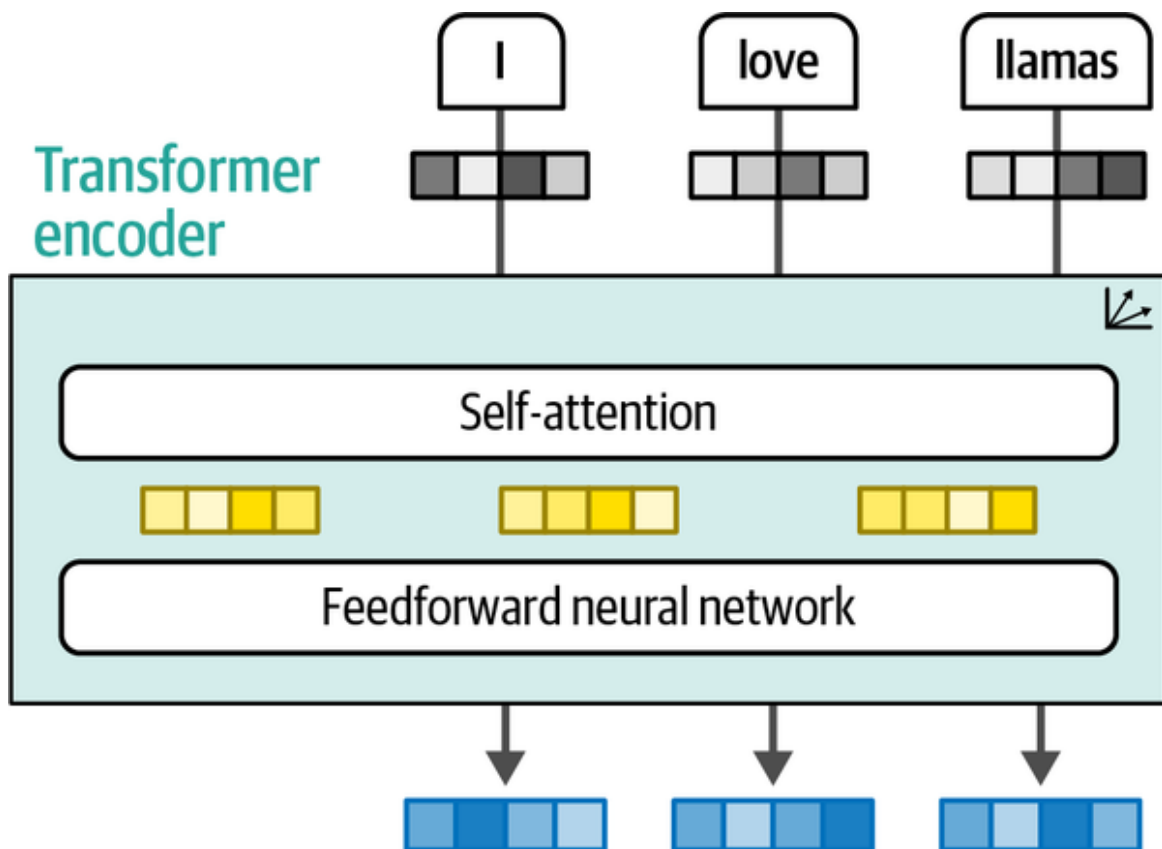 I
love
llamas
Transformer
encoder
Self-attention
Feedforward neural network